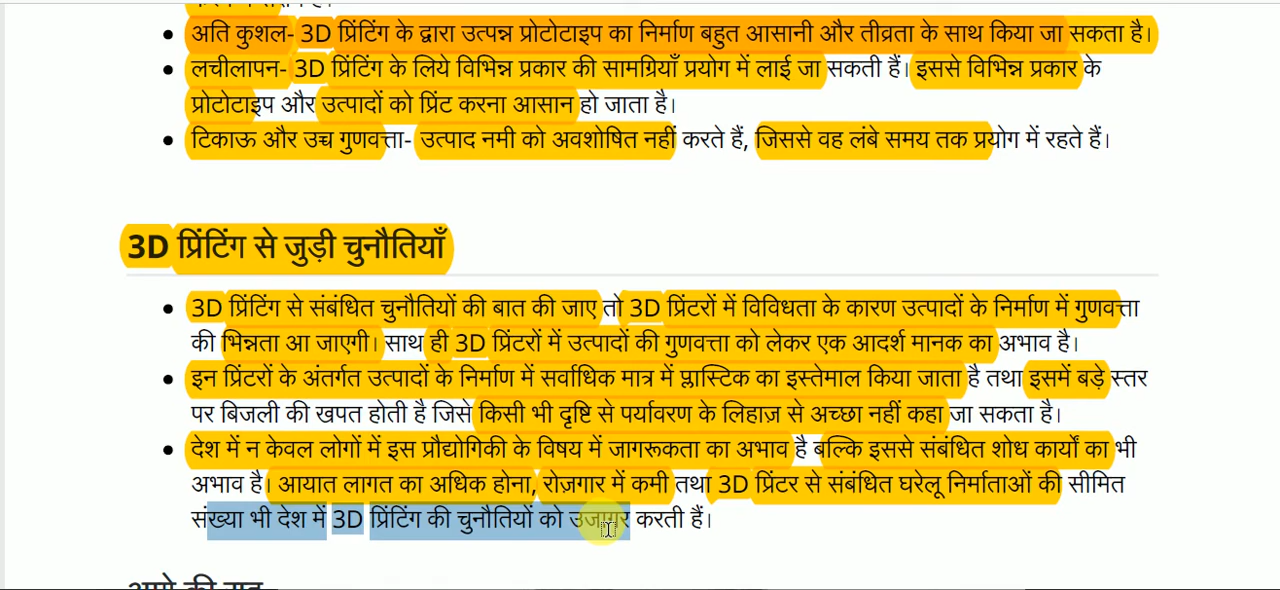 अति कुशल- 3D प्रिंटिंग के द्वारा उत्पन्न प्रोटोटाइप का निर्माण बहुत आसानी और तीव्रता के साथ किया जा सकता है।
लचीलापन- 3D प्रिंटिंग के लिये विभिन्न प्रकार की सामग्रियाँ प्रयोग में लाई जा सकती हैं। इससे विभिन्न प्रकार के
प्रोटोटाइप और उत्पादों को प्रिंट करना आसान हो जाता है।
टिकाऊ और उच्च गुणवत्ता- उत्पाद नमी को अवशोषित नहीं करते हैं, जिससे वह लंबे समय तक प्रयोग में रहते हैं।
3D प्रिंटिंग से जुड़ी चुनौतियाँ
3D प्रिंटिंग से संबंधित चुनौतियों की बात की जाए तो 3D प्रिंटरों में विविधता के कारण उत्पादों के निर्माण में गुणवत्ता
की भिन्नता आ जाएगी। साथ ही 3D प्रिंटरों में उत्पादों की गुणवत्ता को लेकर एक आदर्श मानक का अभाव है।
इन प्रिंटरों के अंतर्गत उत्पादों के निर्माण में सर्वाधिक मात्र में प्लास्टिक का इस्तेमाल किया जाता है तथा इसमें बड़े स्तर
पर बिजली की खपत होती है जिसे किसी भी दृष्टि से पर्यावरण के लिहाज़ से अच्छा नहीं कहा जा सकता है।
देश में न केवल लोगों में इस प्रौद्योगिकी के विषय में जागरूकता का अभाव है बल्कि इससे संबंधित शोध कार्यों का भी
अभाव है। आयात लागत का अधिक होना, रोज़गार में कमी तथा 3D प्रिंटर से संबंधित घरेलू निर्माताओं की सीमित
संख्या भी देश में 3D प्रिंटिंग की चुनौतियों को उजागर करती हैं।